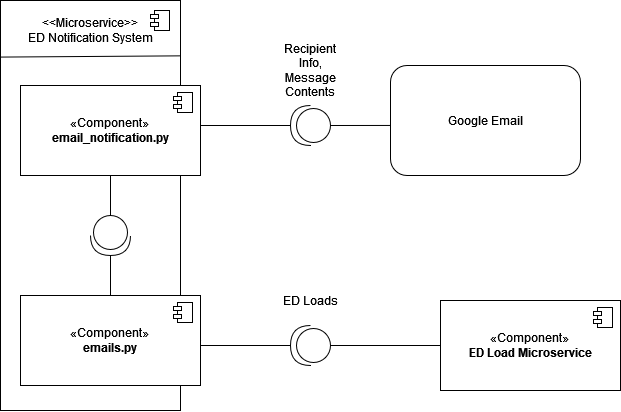 <<Microservice>>
ED Notification System
Recipient
Info,
Message
Contents
«Component»
email_notification.py
Google Email
«Component»
emails.py
ED Loads
«Component»
ED Load Microservice